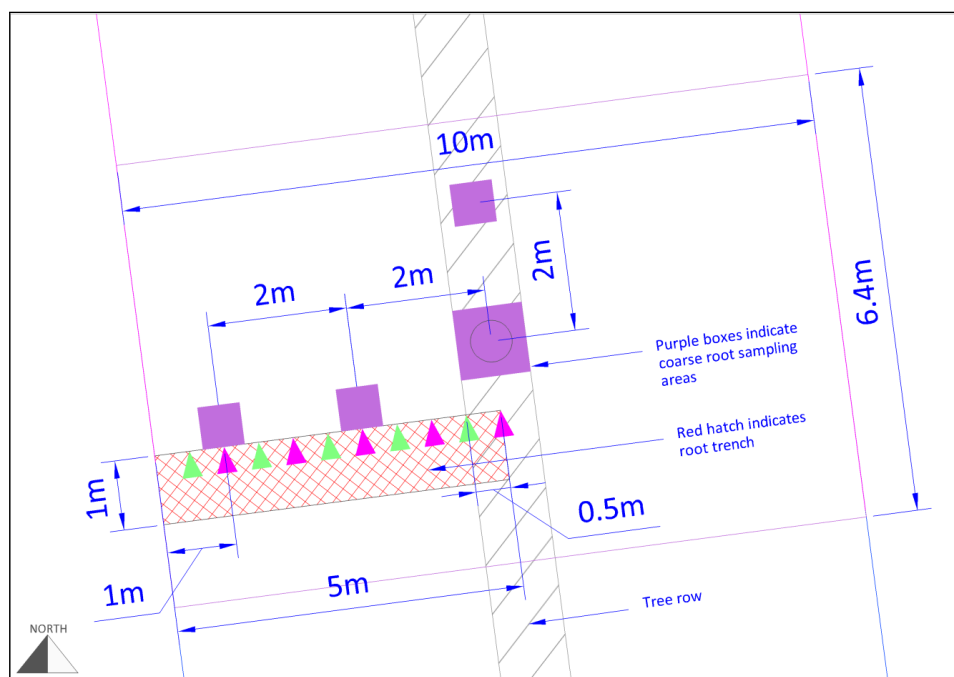 10m
2m
2m
2m
6.4m
Purple boxes indicate
coarse root sampling
areas
Red hatch indicates
root trench
1m
0.5m
1m
5m
Tree row
NORTH